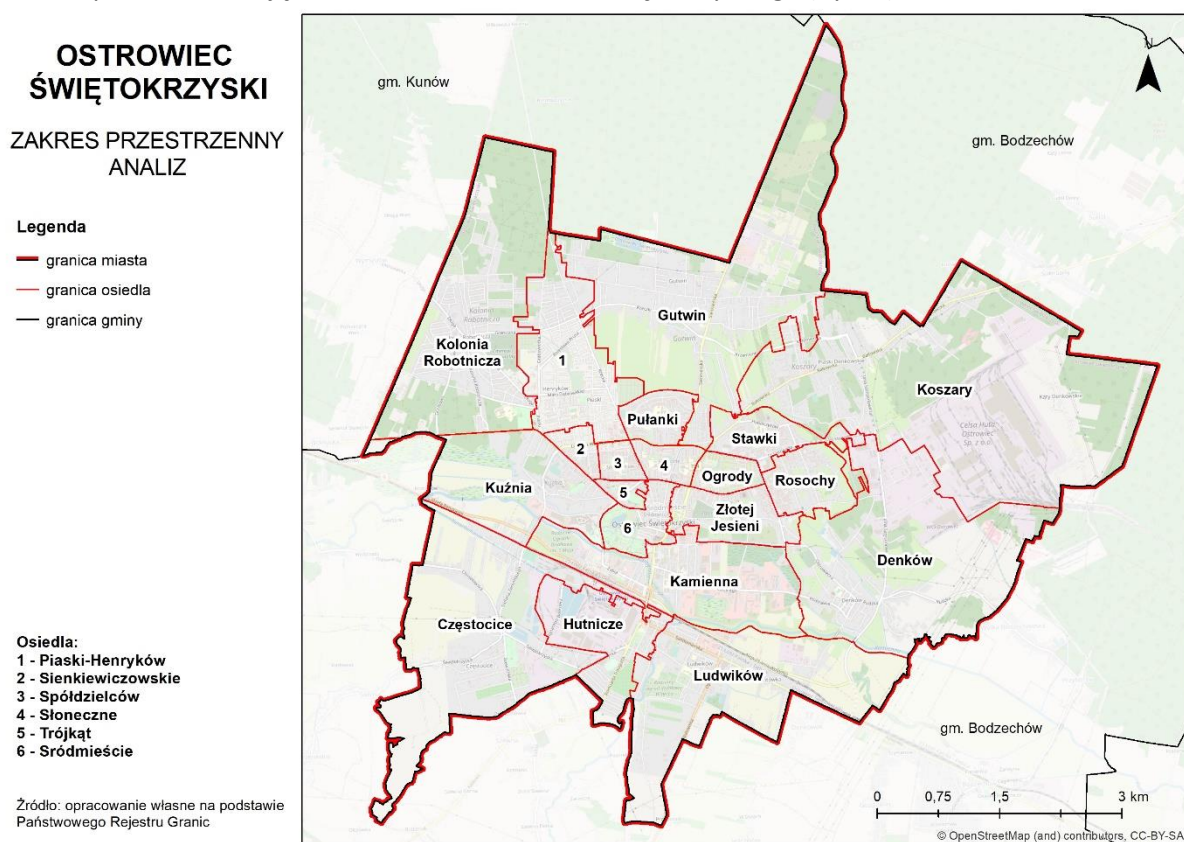 OSTROWIEC
ŚWIĘTOKRZYSKI
ZAKRES PRZESTRZENNY
ANALIZ
Legenda
granica miasta
granica osiedla
granica gminy
Osiedla:
1 - Piaski-Henryków
2 - Sienkiewiczowskie
3 - Spółdzielców
4 - Słoneczne
5 - Trójkąt
6 - Sródmieście
Źródło: opracowanie własne na podstawie
Państwowego Rejestru Granic
gm. Kunów
N
gm. Bodzechów
Gutwin
Kolonia
Robotnicza
1
Koszary
Pułanki
Stawki
2
3
4
Ogrody
Rosochy
Kuźnia
5
Złotej
Jesieni
6
Denków
Kamienna
Częstocice
Hutnicze
Ludwików
gm. Bodzechów
0 0,75 1,5 3 km
© OpenStreetMap (and) contributors, CC-BY-SA